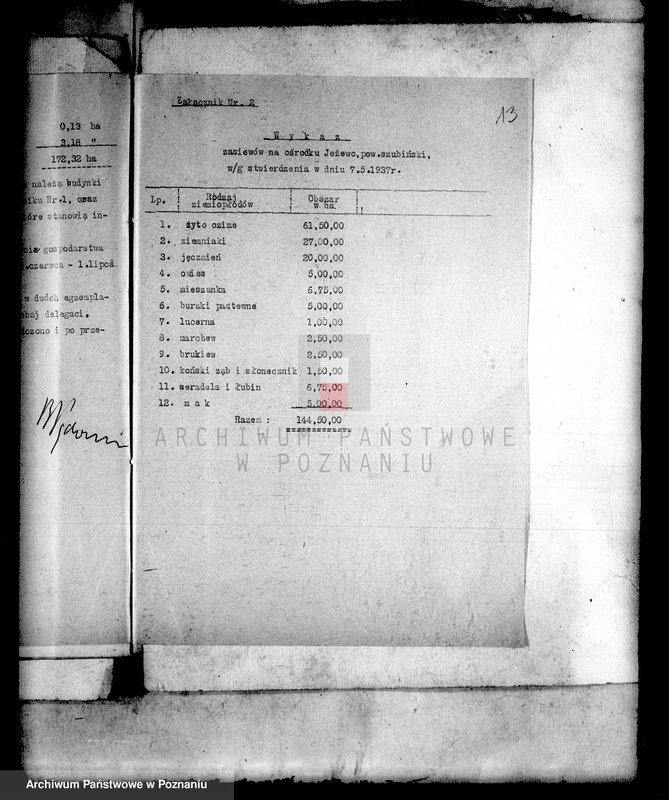 0,13 ha
3,18 "
172,32 ha
należą budynki
iku Nr.1, oraz
tóre stanowią in-
gospodarstwa
czerwca - 1.lipca
w dwóch egzempla-
delegaci,
czono i po prze-
Załącznik Nr. 2
13
W y k a z
zasiewów na ośrodku Jeżewo, pow.szubiński,
w/g stwierdzenia w dniu 7.5.1937r.
Lp. Rodzaj ziemiopłodów Obszar w ha.
1. żyto ozime 61,50,00
2. ziemniaki 27,00,00
3. jęczmień 20,00,00
4. owies 5,00,00
5. mieszanka 6,75,00
6. buraki pastewne 5,00,00
7. lucerna 1,00,00
8. marchew 2,50,00
9. brukiew 2,50,00
10. koński ząb i słonecznik 1,50,00
11. seradela i łubin 6,75,00
12. m a k 5,00,00
Razem : 144,50,00
ARCHIWUM PAŃSTWOWE
W POZNANIU
Archiwum Państwowe w Poznaniu